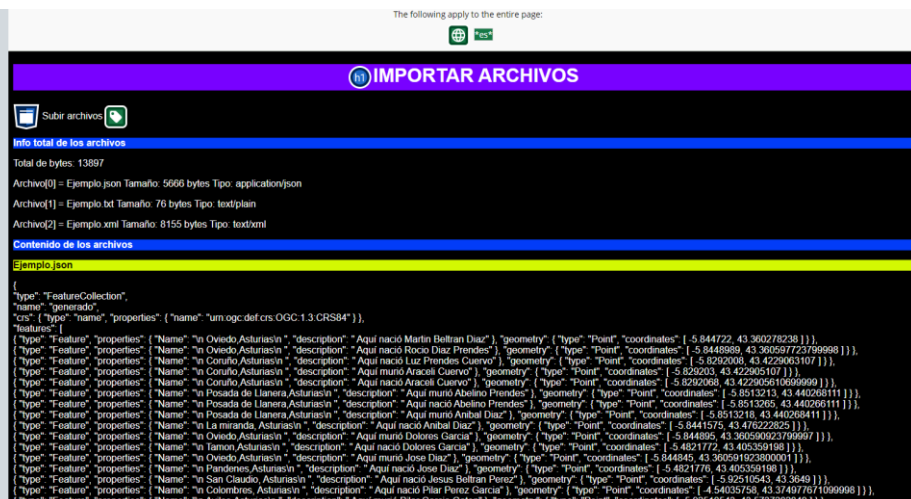 The following apply to the entire page:
*es*
h1 IMPORTAR ARCHIVOS
Subir archivos
Info total de los archivos
Total de bytes: 13897
Archivo[0] = Ejemplo.json Tamaño: 5666 bytes Tipo: application/json
Archivo[1] = Ejemplo.txt Tamaño: 76 bytes Tipo: text/plain
Archivo[2] = Ejemplo.xml Tamaño: 8155 bytes Tipo: text/xml
Contenido de los archivos
Ejemplo.json
{
"type": "FeatureCollection",
"name": "generado",
"crs": { "type": "name", "properties": { "name": "urn:ogc:def:crs:OGC:1.3:CRS84" } },
"features": [
{ "type": "Feature", "properties": { "Name": "\n Oviedo,Asturias\n ", "description": " Aquí nació Martin Beltran Diaz" }, "geometry": { "type": "Point", "coordinates": [ -5.844722, 43.360278238 ] } },
{ "type": "Feature", "properties": { "Name": "\n Oviedo,Asturias\n ", "description": " Aquí nació Rocio Diaz Prendes" }, "geometry": { "type": "Point", "coordinates": [ -5.8448989, 43.360597723799998 ] } },
{ "type": "Feature", "properties": { "Name": "\n Coruño,Asturias\n ", "description": " Aquí nació Luz Prendes Cuervo" }, "geometry": { "type": "Point", "coordinates": [ -5.8292008, 43.4229063107 ] } },
{ "type": "Feature", "properties": { "Name": "\n Coruño,Asturias\n ", "description": " Aquí murió Araceli Cuervo" }, "geometry": { "type": "Point", "coordinates": [ -5.829203, 43.422905107 ] } },
{ "type": "Feature", "properties": { "Name": "\n Coruño,Asturias\n ", "description": " Aquí nació Araceli Cuervo" }, "geometry": { "type": "Point", "coordinates": [ -5.8292068, 43.422905610699999 ] } },
{ "type": "Feature", "properties": { "Name": "\n Posada de Llanera,Asturias\n ", "description": " Aquí murió Abelino Prendes" }, "geometry": { "type": "Point", "coordinates": [ -5.8513213, 43.440268111 ] } },
{ "type": "Feature", "properties": { "Name": "\n Posada de Llanera,Asturias\n ", "description": " Aquí nació Abelino Prendes" }, "geometry": { "type": "Point", "coordinates": [ -5.8513265, 43.440266111 ] } },
{ "type": "Feature", "properties": { "Name": "\n Posada de Llanera,Asturias\n ", "description": " Aquí murió Anibal Diaz" }, "geometry": { "type": "Point", "coordinates": [ -5.8513218, 43.440268411 ] } },
{ "type": "Feature", "properties": { "Name": "\n La miranda, Asturias\n ", "description": " Aquí nació Anibal Diaz" }, "geometry": { "type": "Point", "coordinates": [ -5.8441575, 43.476222825 ] } },
{ "type": "Feature", "properties": { "Name": "\n Oviedo,Asturias\n ", "description": " Aquí murió Dolores Garcia" }, "geometry": { "type": "Point", "coordinates": [ -5.844895, 43.360590923799997 ] } },
{ "type": "Feature", "properties": { "Name": "\n Tamon,Asturias\n ", "description": " Aquí nació Dolores Garcia" }, "geometry": { "type": "Point", "coordinates": [ -5.4821772, 43.405359198 ] } },
{ "type": "Feature", "properties": { "Name": "\n Oviedo,Asturias\n ", "description": " Aquí murió Jose Diaz" }, "geometry": { "type": "Point", "coordinates": [ -5.844845, 43.360591923800001 ] } },
{ "type": "Feature", "properties": { "Name": "\n Pandenes,Asturias\n ", "description": " Aquí nació Jose Diaz" }, "geometry": { "type": "Point", "coordinates": [ -5.4821776, 43.405359198 ] } },
{ "type": "Feature", "properties": { "Name": "\n San Claudio, Asturias\n ", "description": " Aquí nació Jesus Beltran Perez" }, "geometry": { "type": "Point", "coordinates": [ -5.92510543, 43.3649 ] } },
{ "type": "Feature", "properties": { "Name": "\n Colombres, Asturias\n ", "description": " Aquí nació Pilar Perez Garcia" }, "geometry": { "type": "Point", "coordinates": [ -4.54035758, 43.374077671099998 ] } },